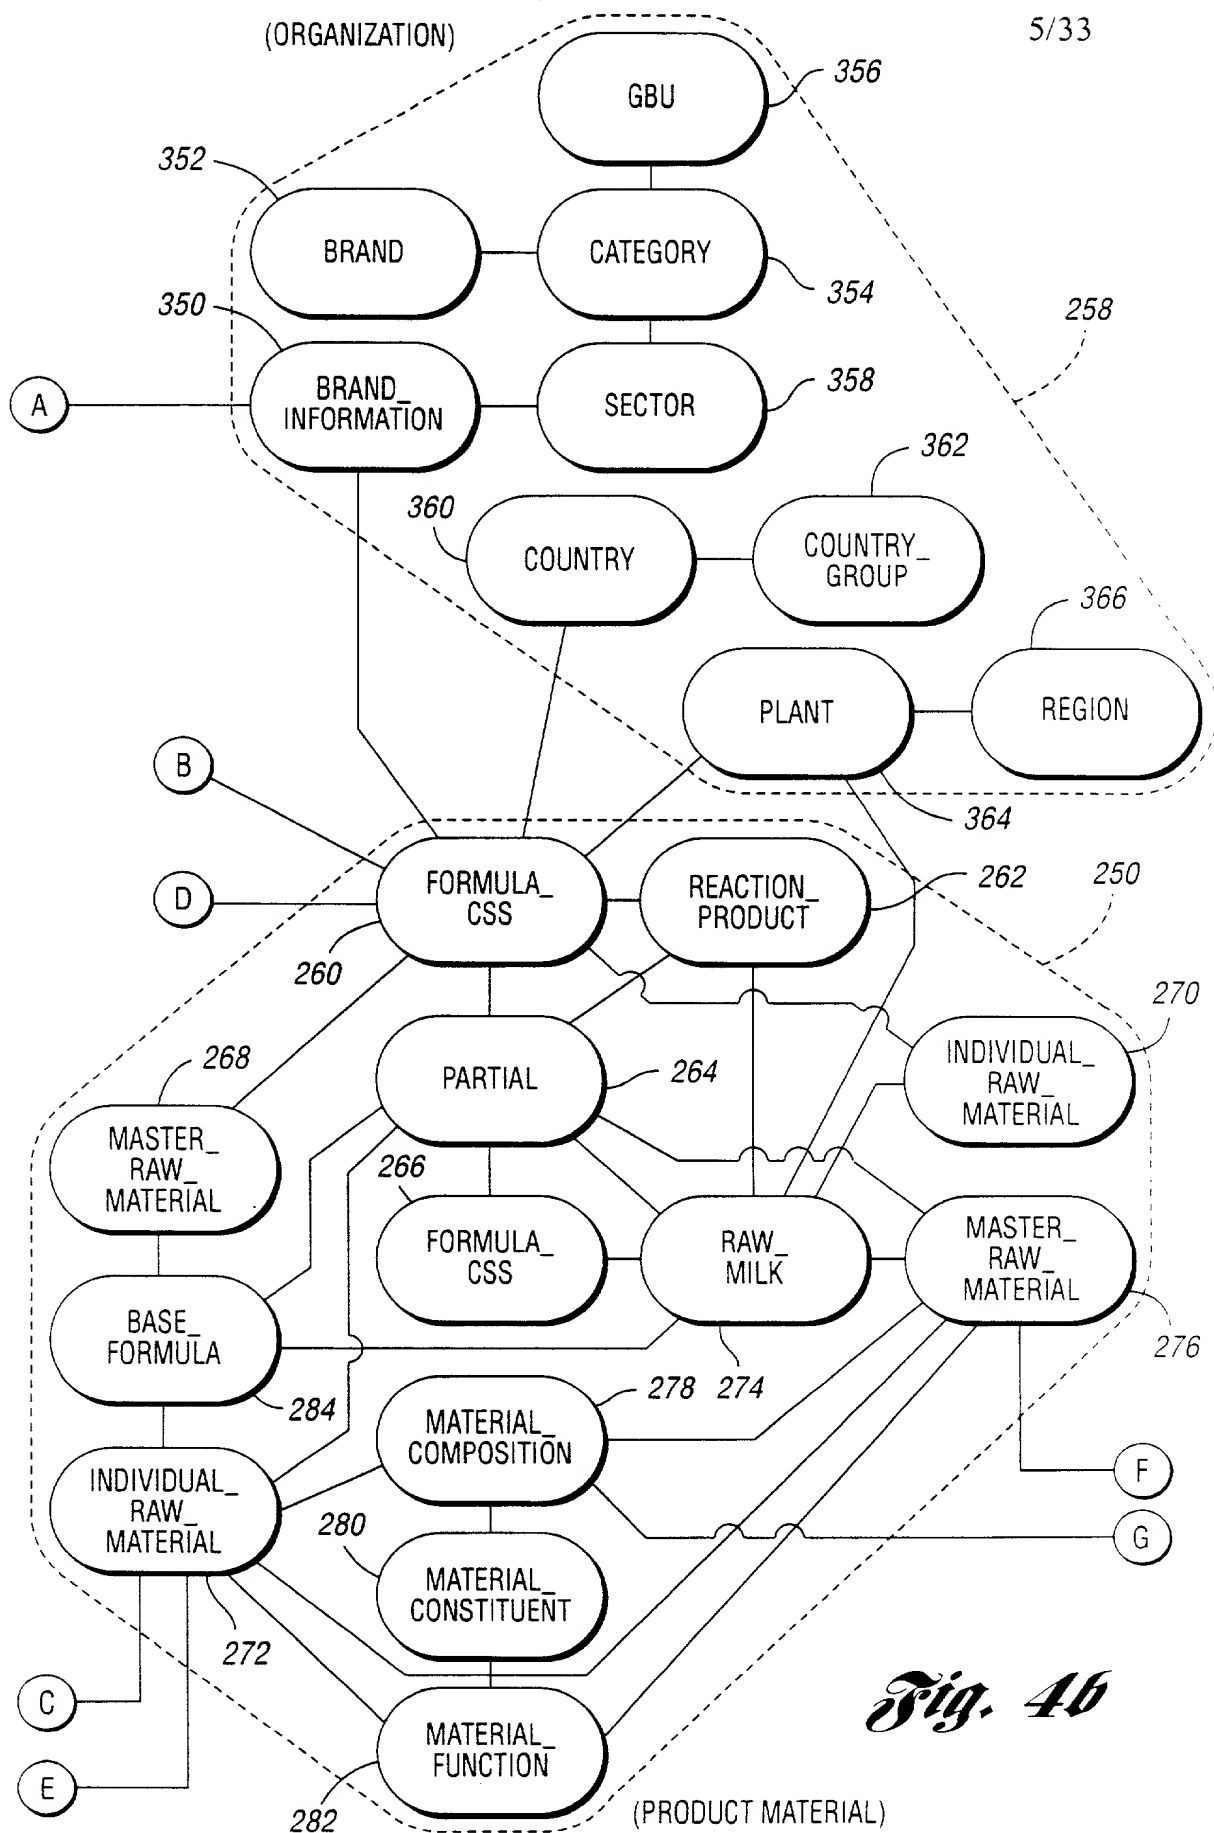 (ORGANIZATION)
5/33
GBU
356
352
BRAND
CATEGORY
354
350
258
A
BRAND_
INFORMATION
SECTOR
358
362
360
COUNTRY
COUNTRY_
GROUP
366
PLANT
REGION
B
364
D
FORMULA_
CSS
REACTION_
PRODUCT
262
250
260
270
268
PARTIAL
264
INDIVIDUAL_
RAW_
MATERIAL
MASTER_
RAW_
MATERIAL
266
FORMULA_
CSS
RAW_
MILK
MASTER_
RAW_
MATERIAL
BASE_
FORMULA
276
284
278
274
MATERIAL_
COMPOSITION
F
INDIVIDUAL_
RAW_
MATERIAL
280
G
MATERIAL_
CONSTITUENT
272
C
Fig. 4b
MATERIAL_
FUNCTION
E
282
(PRODUCT MATERIAL)